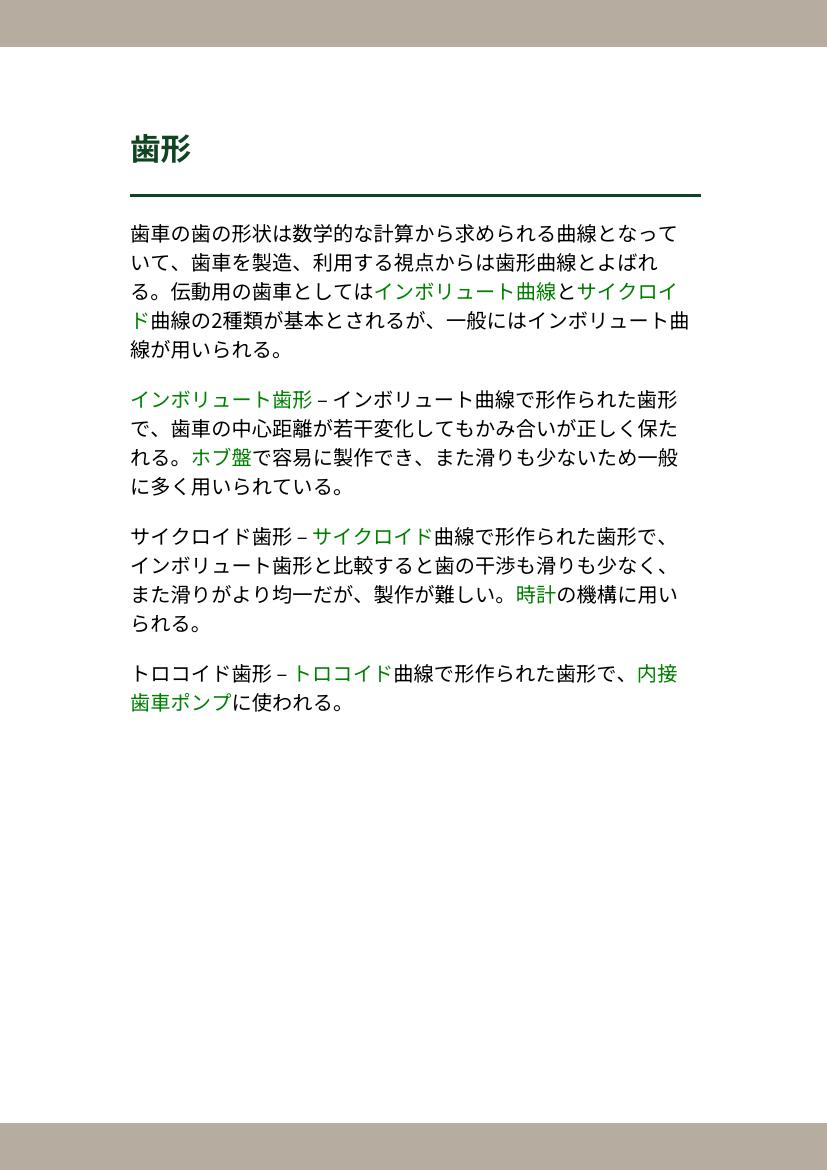 歯形
歯車の歯の形状は数学的な計算から求められる曲線となって
いて、歯車を製造、利用する視点からは歯形曲線とよばれ
る。伝動用の歯車としてはインボリュート曲線とサイクロイ
ド曲線の2種類が基本とされるが、一般にはインボリュート曲
線が用いられる。
インボリュート歯形 – インボリュート曲線で形作られた歯形
で、歯車の中心距離が若干変化してもかみ合いが正しく保た
れる。ホブ盤で容易に製作でき、また滑りも少ないため一般
に多く用いられている。
サイクロイド歯形 – サイクロイド曲線で形作られた歯形で、
インボリュート歯形と比較すると歯の干渉も滑りも少なく、
また滑りがより均一だが、製作が難しい。時計の機構に用い
られる。
トロコイド歯形 – トロコイド曲線で形作られた歯形で、内接
歯車ポンプに使われる。